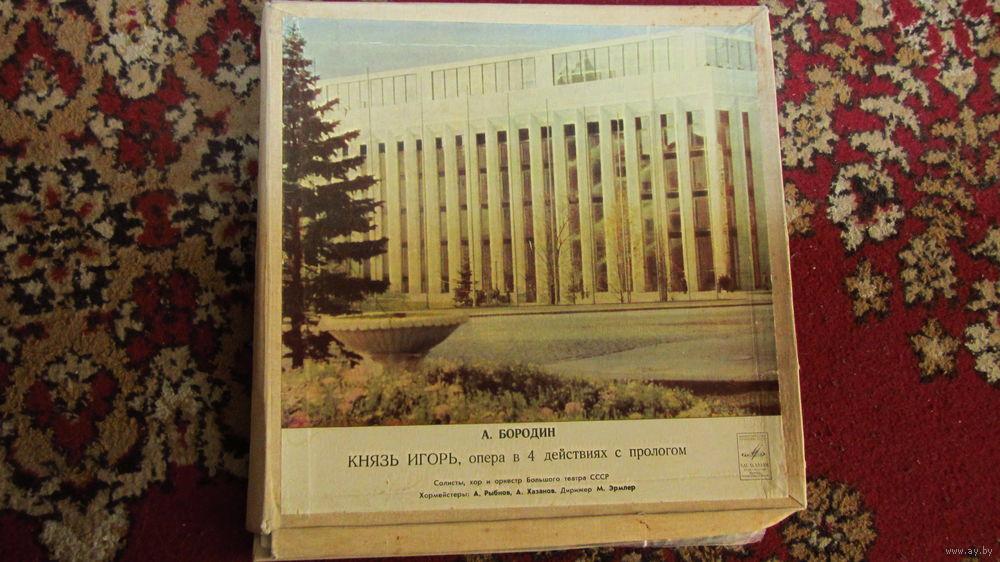 А. БОРОДИН
КНЯЗЬ ИГОРЬ, опера в 4 действиях с прологом
Солисты, хор и оркестр Большого театра СССР
Хормейстеры: А. Рыбнов, А. Хазанов. Дирижер М. Эрмлер
www.ay.by